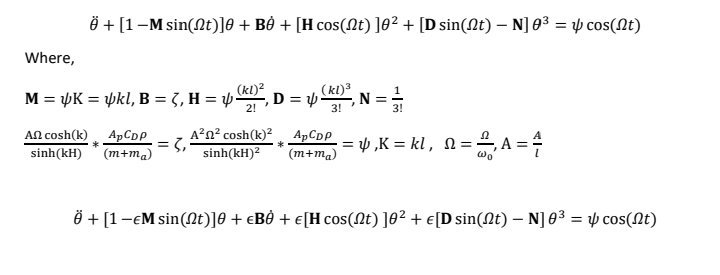 θ̈ + [1 −M sin(Ωt)]θ + Bθ̇ + [H cos(Ωt) ]θ² + [D sin(Ωt) − N] θ³ = ψ cos(Ωt)
Where,
M = ψK = ψkl, B = ζ, H = ψ (kl)²/2!, D = ψ (kl)³/3!, N = 1/3!
AΩ cosh(k)/sinh(kH) * A_pC_Dρ/(m+m_a) = ζ, A²Ω² cosh(k)²/sinh(kH)² * A_pC_Dρ/(m+m_a) = ψ ,K = kl , Ω = Ω/ω₀, A = A/l
θ̈ + [1 −ϵM sin(Ωt)]θ + ϵBθ̇ + ϵ[H cos(Ωt) ]θ² + ϵ[D sin(Ωt) − N] θ³ = ψ cos(Ωt)